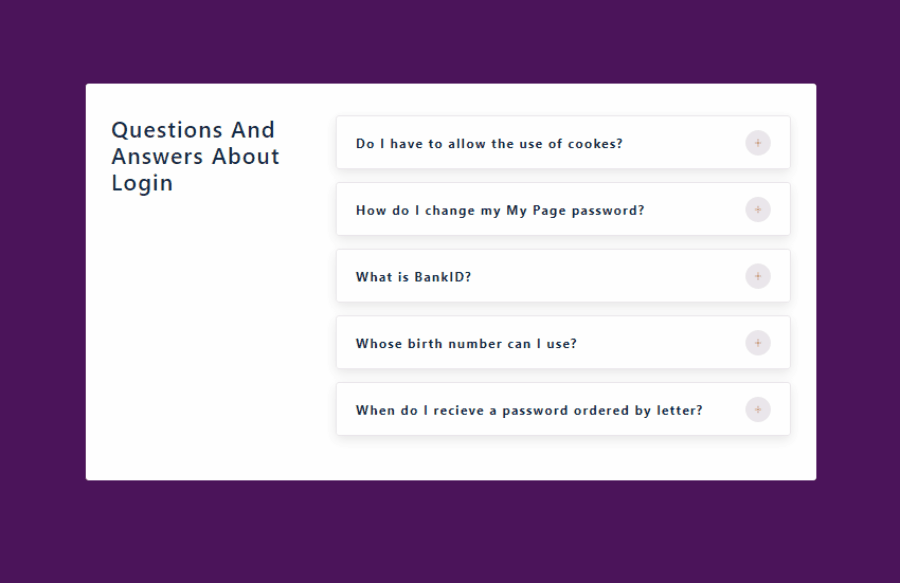 Questions And
Answers About
Login
Do I have to allow the use of cookes?
How do I change my My Page password?
What is BankID?
Whose birth number can I use?
When do I recieve a password ordered by letter?